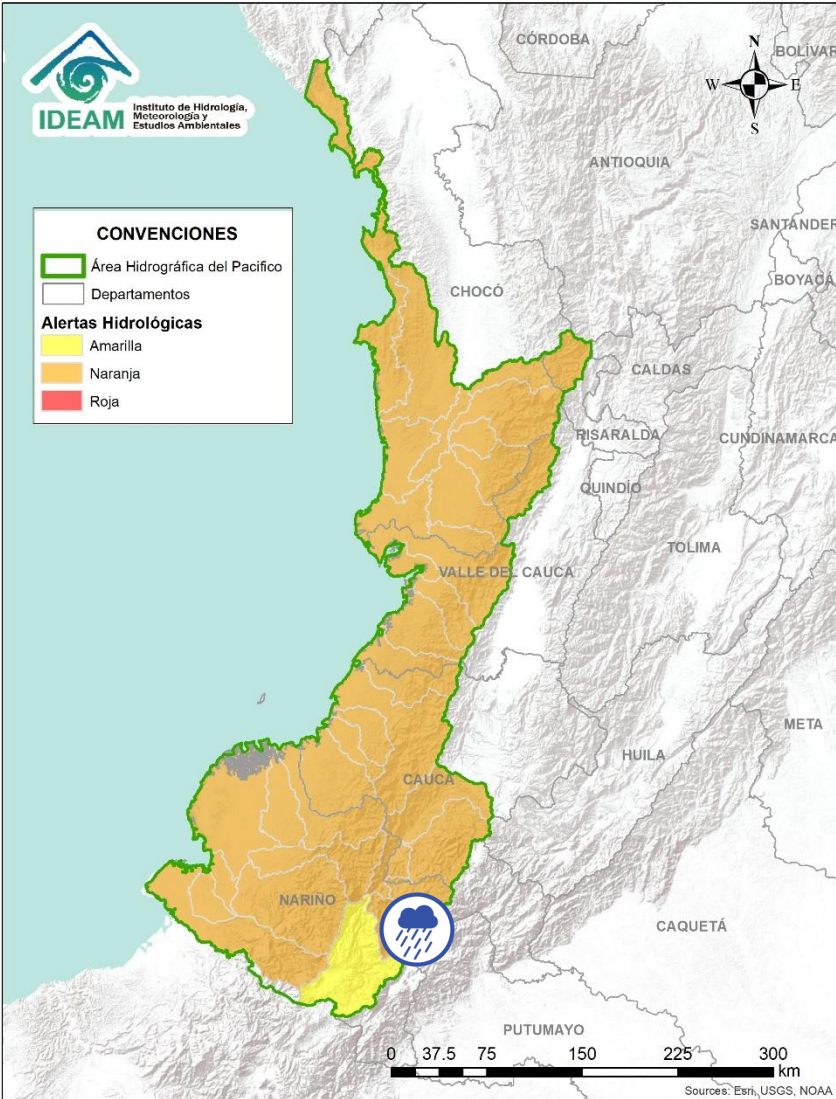 IDEAM
Instituto de Hidrología,
Meteorología y
Estudios Ambientales
N
W
E
S
CÓRDOBA
BOLÍVAR
ANTIOQUIA
SANTANDER
BOYACÁ
CHOCÓ
CALDAS
RISARALDA
CUNDINAMARCA
QUINDÍO
TOLIMA
VALLE DEL CAUCA
META
HUILA
CAUCA
NARIÑO
CAQUETÁ
PUTUMAYO
CONVENCIONES
Área Hidrográfica del Pacifico
Departamentos
Alertas Hidrológicas
Amarilla
Naranja
Roja
0 37.5 75 150 225 300
km
Sources: Esri, USGS, NOAA